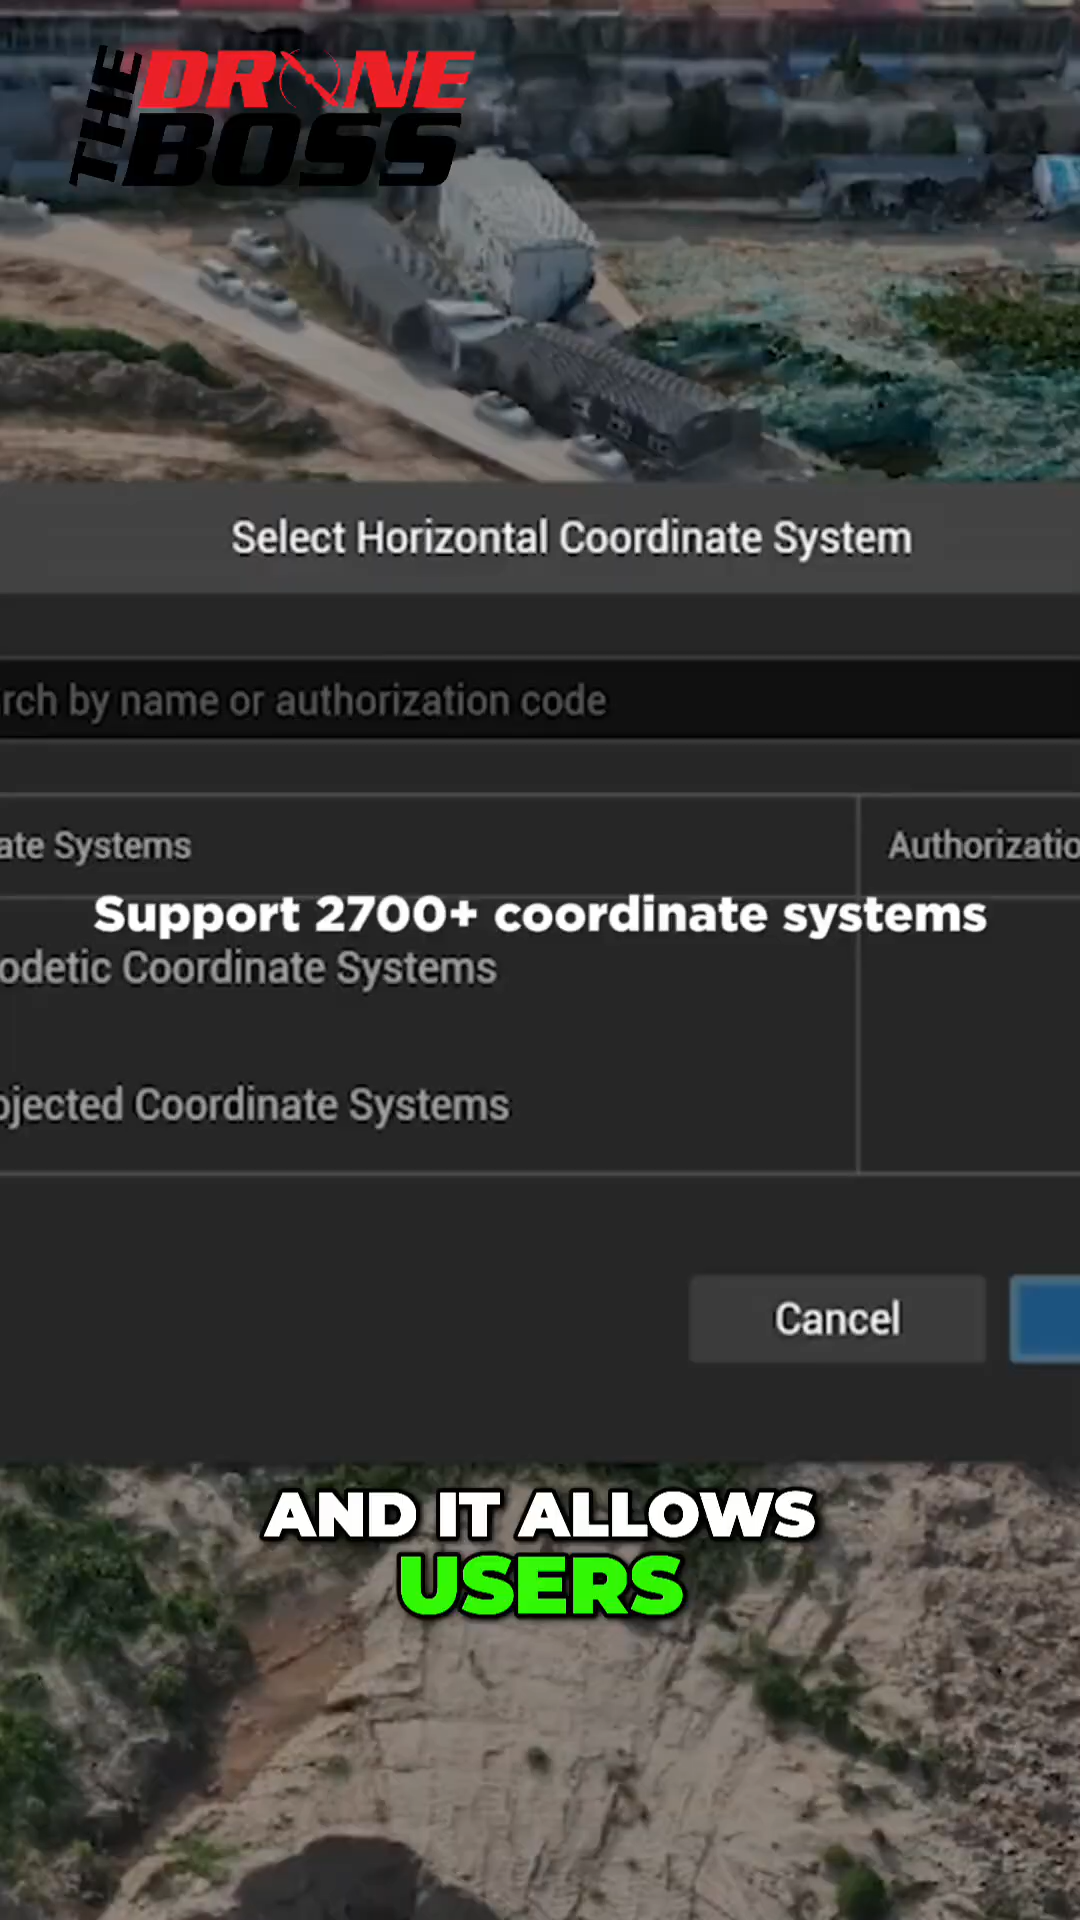 THE
DRONE
BOSS
Select Horizontal Coordinate System
rch by name or authorization code
ate Systems
Authorizatio
Support 2700+ coordinate systems
odetic Coordinate Systems
jected Coordinate Systems
Cancel
AND IT ALLOWS
USERS